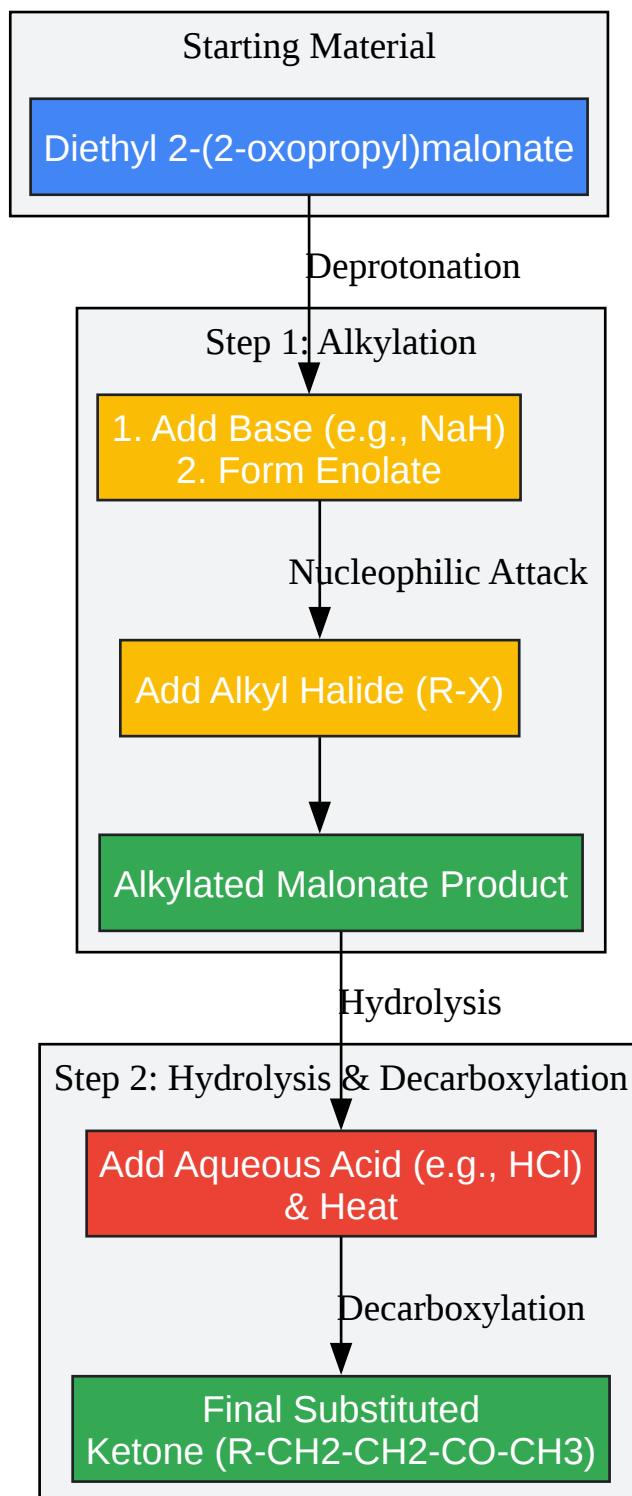 Starting Material
Diethyl 2-(2-oxopropyl)malonate
Deprotonation
Step 1: Alkylation
1. Add Base (e.g., NaH)
2. Form Enolate
Nucleophilic Attack
Add Alkyl Halide (R-X)
Alkylated Malonate Product
Hydrolysis
Step 2: Hydrolysis & Decarboxylation
Add Aqueous Acid (e.g., HCl)
& Heat
Decarboxylation
Final Substituted
Ketone (R-CH2-CH2-CO-CH3)